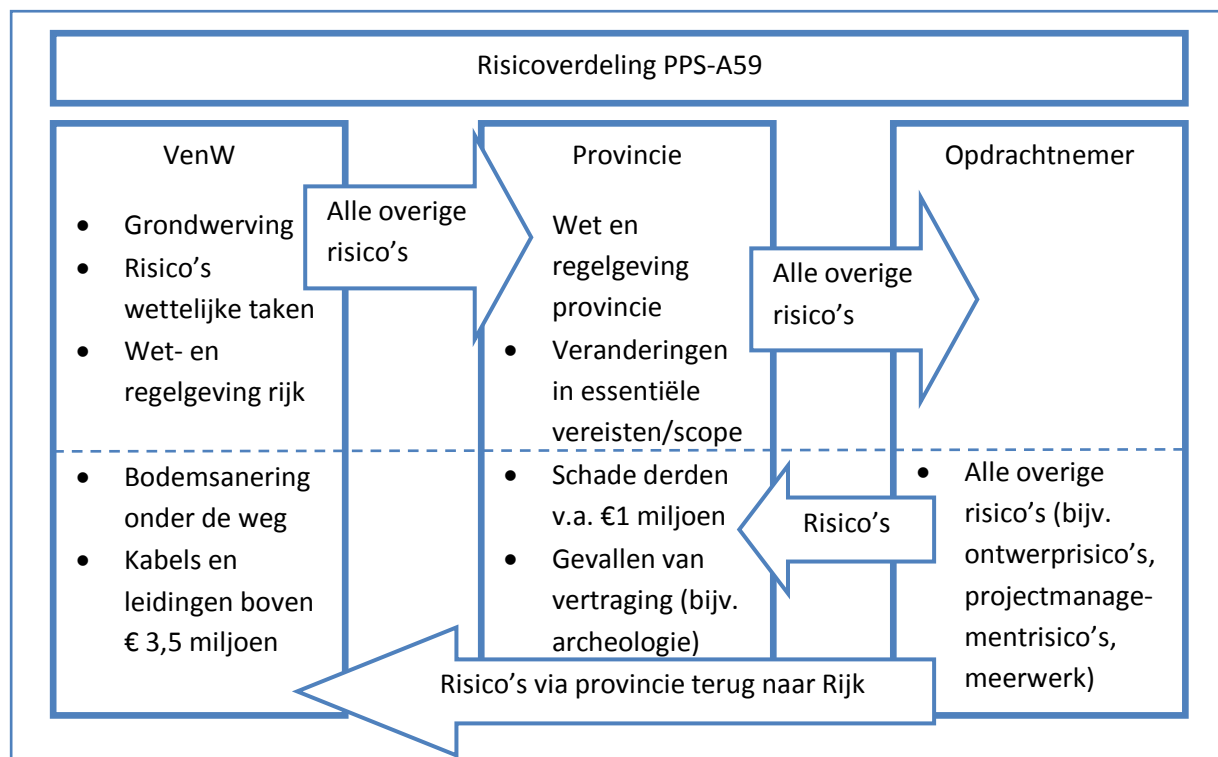 Risicoverdeling PPS-A59
VenW
• Grondwerving
• Risico's
wettelijke taken
• Wet- en
regelgeving rijk
• Bodemsanering
onder de weg
• Kabels en
leidingen boven
€ 3,5 miljoen
Alle overige
risico's
Provincie
Wet en
regelgeving
provincie
• Veranderingen
in essentiële
vereisten/scope
• Schade derden
v.a. €1 miljoen
• Gevallen van
vertraging (bijv.
archeologie)
Alle overige
risico's
Opdrachtnemer
• Alle overige
risico's (bijv.
ontwerprisico's,
projectmanage-
mentrisico's,
meerwerk)
Risico's
Risico's via provincie terug naar Rijk